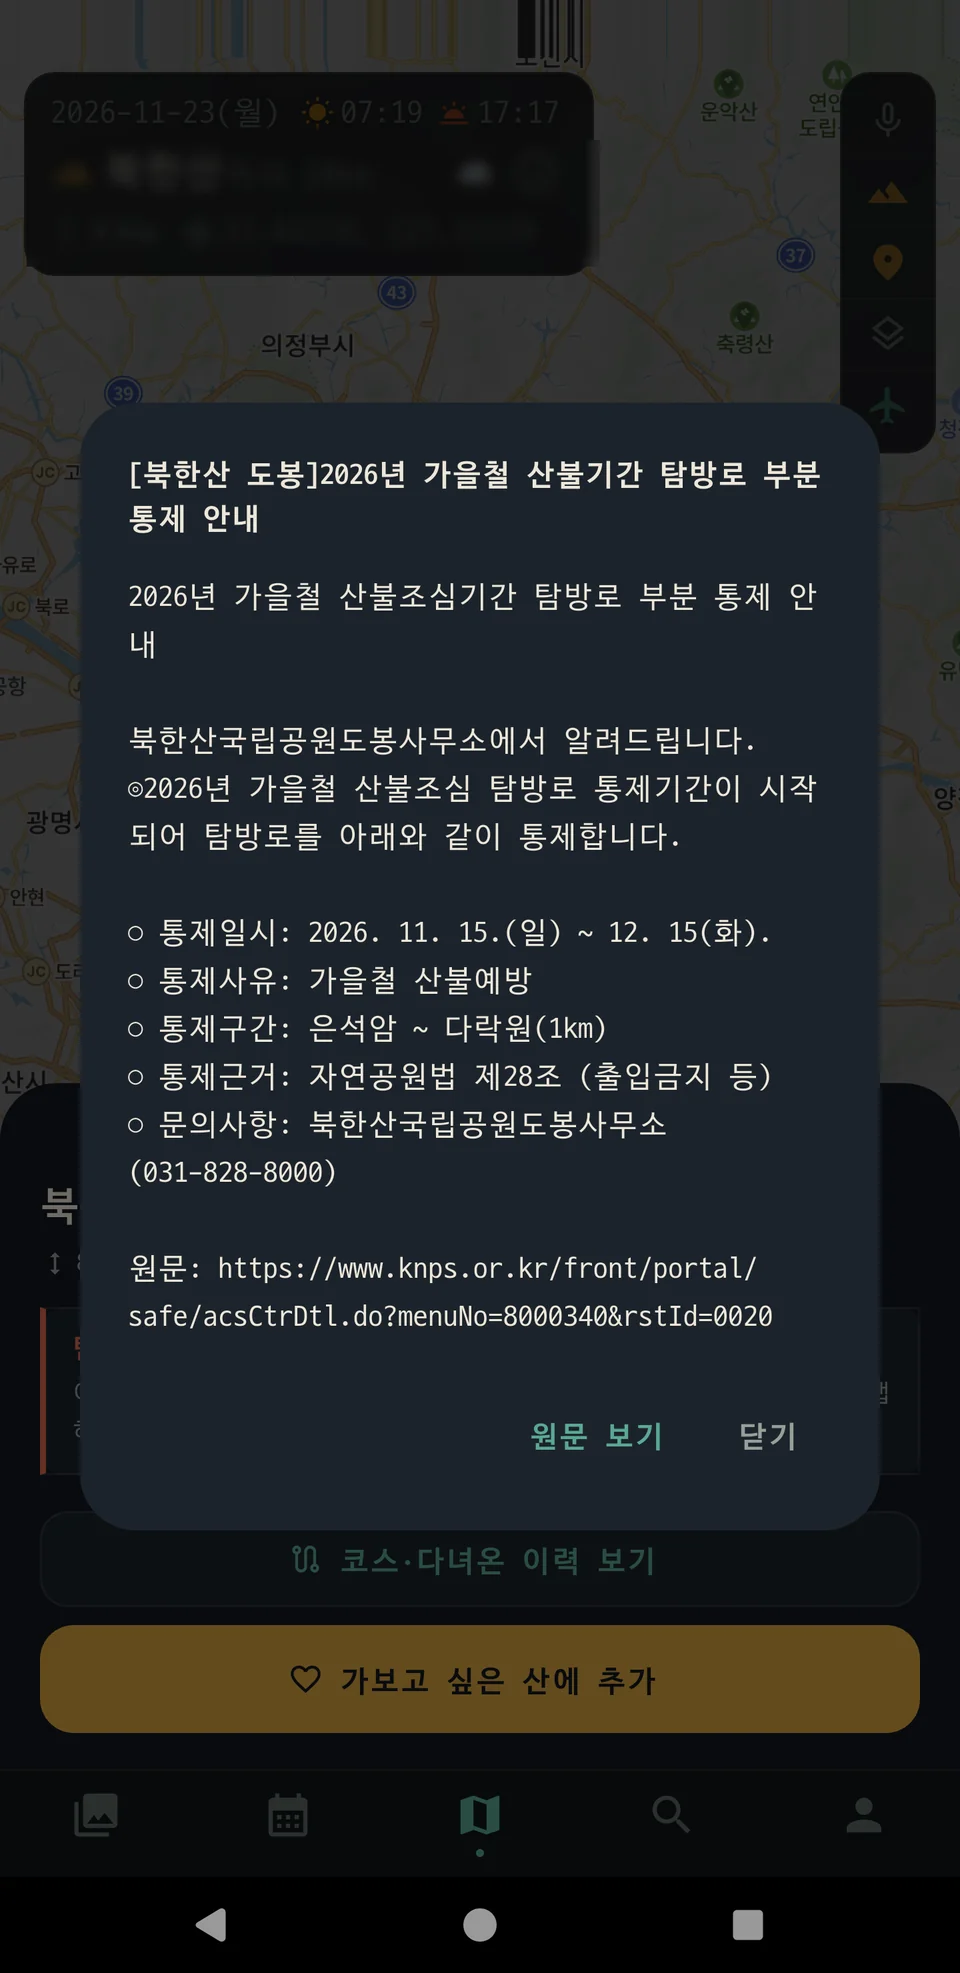 2026-11-23(월) 07:19 17:17
운악산
37
43
의정부시
축령산
39
JC
[북한산 도봉]2026년 가을철 산불기간 탐방로 부분
통제 안내
2026년 가을철 산불조심기간 탐방로 부분 통제 안
내
JC 북로
북한산국립공원도봉사무소에서 알려드립니다.
◎2026년 가을철 산불조심 탐방로 통제기간이 시작
되어 탐방로를 아래와 같이 통제합니다.
안현
○ 통제일시: 2026. 11. 15.(일) ~ 12. 15(화).
JC
○ 통제사유: 가을철 산불예방
○ 통제구간: 은석암 ~ 다락원(1km)
○ 통제근거: 자연공원법 제28조 (출입금지 등)
○ 문의사항: 북한산국립공원도봉사무소
(031-828-8000)
원문: https://www.knps.or.kr/front/portal/
safe/acsCtrDtl.do?menuNo=8000340&rstId=0020
원문 보기 닫기
코스·다녀온 이력 보기
가보고 싶은 산에 추가